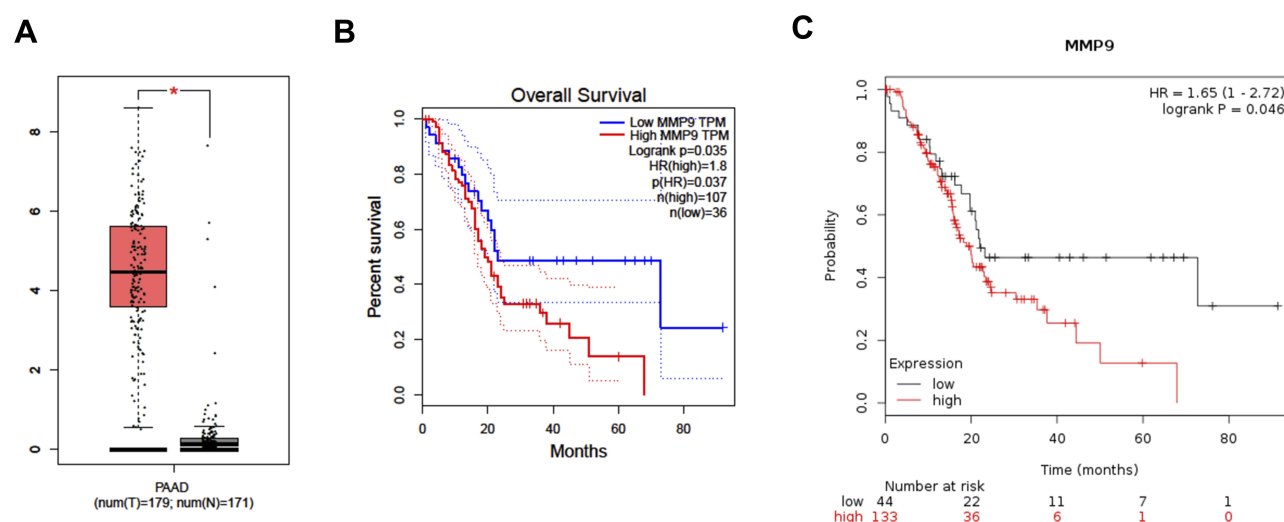 A
8
6
4
2
0
*
PAAD
(num(T)=179; num(N)=171)
B
Overall Survival
Low MMP9 TPM
High MMP9 TPM
Logrank p=0.035
HR(high)=1.8
p(HR)=0.037
n(high)=107
n(low)=36
Percent survival
1.0
0.8
0.6
0.4
0.2
0.0
0 20 40 60 80
Months
C
MMP9
HR = 1.65 (1 - 2.72)
logrank P = 0.046
Probability
1.0
0.8
0.6
0.4
0.2
0.0
Expression
low
high
0 20 40 60 80
Time (months)
Number at risk
low 44 22 11 7 1
high 133 36 6 1 0